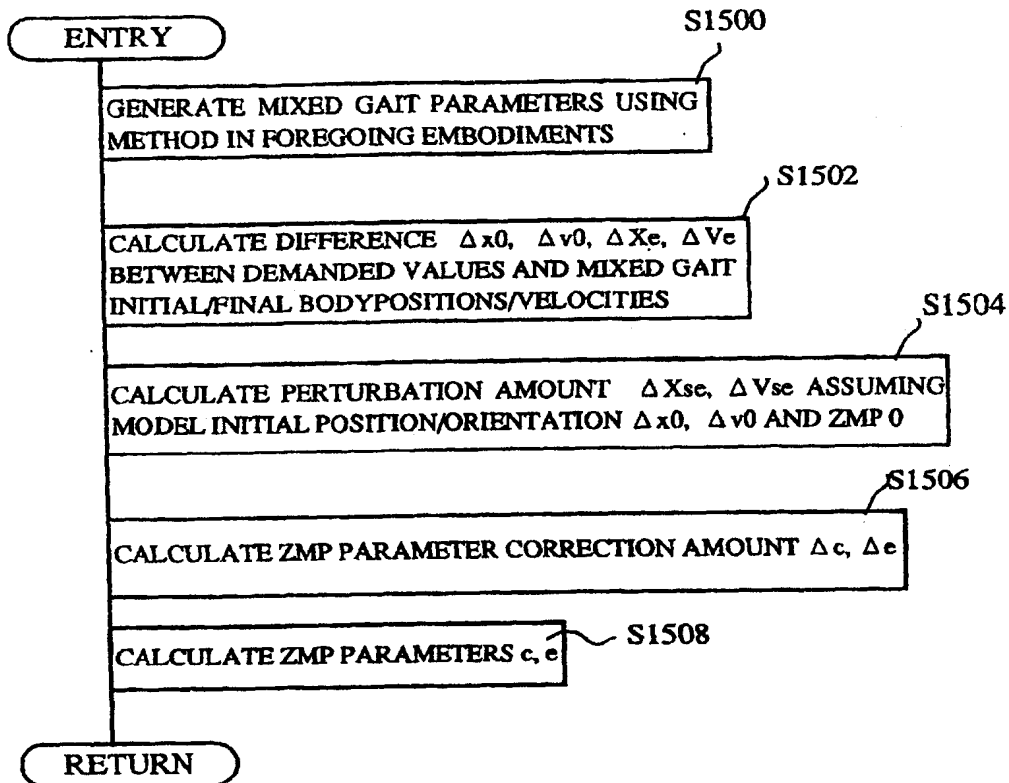 ENTRY
S1500
GENERATE MIXED GAIT PARAMETERS USING
METHOD IN FOREGOING EMBODIMENTS
S1502
CALCULATE DIFFERENCE Δx0, Δv0, ΔXe, ΔVe
BETWEEN DEMANDED VALUES AND MIXED GAIT
INITIAL/FINAL BODYPOSITIONS/VELOCITIES
S1504
CALCULATE PERTURBATION AMOUNT ΔXse, ΔVse ASSUMING
MODEL INITIAL POSITION/ORIENTATION Δx0, Δv0 AND ZMP 0
S1506
CALCULATE ZMP PARAMETER CORRECTION AMOUNT Δc, Δe
S1508
CALCULATE ZMP PARAMETERS c, e
RETURN